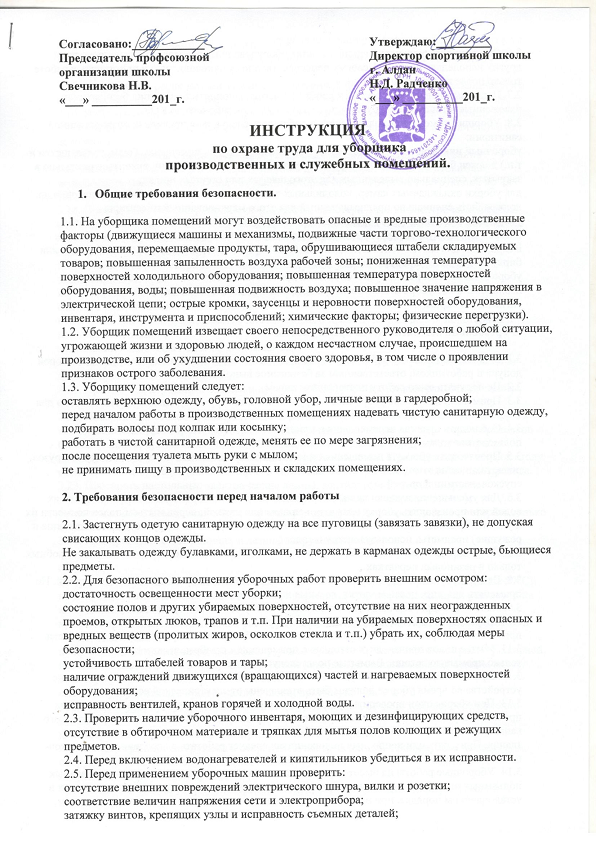 Согласовано:
Председатель профсоюзной
организации школы
Свечникова Н.В.
«___» __________201_г.
Утверждаю:
Директор спортивной школы
г. Алдан
Н.Д. Радченко
«___» __________201_г.
ИНСТРУКЦИЯ
по охране труда для уборщика
производственных и служебных помещений.
1. Общие требования безопасности.
1.1. На уборщика помещений могут воздействовать опасные и вредные производственные
факторы (движущиеся машины и механизмы, подвижные части торгово-технологического
оборудования, перемещаемые продукты, тара, обрушивающиеся штабели складируемых
товаров; повышенная запыленность воздуха рабочей зоны; пониженная температура
поверхностей холодильного оборудования; повышенная температура поверхностей
оборудования, воды; повышенная подвижность воздуха; повышенное значение напряжения в
электрической цепи; острые кромки, заусенцы и неровности поверхностей оборудования,
инвентаря, инструмента и приспособлений; химические факторы; физические перегрузки).
1.2. Уборщик помещений извещает своего непосредственного руководителя о любой ситуации,
угрожающей жизни и здоровью людей, о каждом несчастном случае, происшедшем на
производстве, или об ухудшении состояния своего здоровья, в том числе о проявлении
признаков острого заболевания.
1.3. Уборщику помещений следует:
оставлять верхнюю одежду, обувь, головной убор, личные вещи в гардеробной;
перед началом работы в производственных помещениях надевать чистую санитарную одежду,
подбирать волосы под колпак или косынку;
работать в чистой санитарной одежде, менять ее по мере загрязнения;
после посещения туалета мыть руки с мылом;
не принимать пищу в производственных и складских помещениях.
2. Требования безопасности перед началом работы
2.1. Застегнуть одетую санитарную одежду на все пуговицы (завязать завязки), не допуская
свисающих концов одежды.
Не закалывать одежду булавками, иголками, не держать в карманах одежды острые, бьющиеся
предметы.
2.2. Для безопасного выполнения уборочных работ проверить внешним осмотром:
достаточность освещенности мест уборки;
состояние полов и других убираемых поверхностей, отсутствие на них неогражденных
проемов, открытых люков, трапов и т.п. При наличии на убираемых поверхностях опасных и
вредных веществ (пролитых жиров, осколков стекла и т.п.) убрать их, соблюдая меры
безопасности;
устойчивость штабелей товаров и тары;
наличие ограждений движущихся (вращающихся) частей и нагреваемых поверхностей
оборудования;
исправность вентилей, кранов горячей и холодной воды.
2.3. Проверить наличие уборочного инвентаря, моющих и дезинфицирующих средств,
отсутствие в обтирочном материале и тряпках для мытья полов колющих и режущих
предметов.
2.4. Перед включением водонагревателей и кипятильников убедиться в их исправности.
2.5. Перед применением уборочных машин проверить:
отсутствие внешних повреждений электрического шнура, вилки и розетки;
соответствие величин напряжения сети и электроприбора;
затяжку винтов, крепящих узлы и исправность съемных деталей;